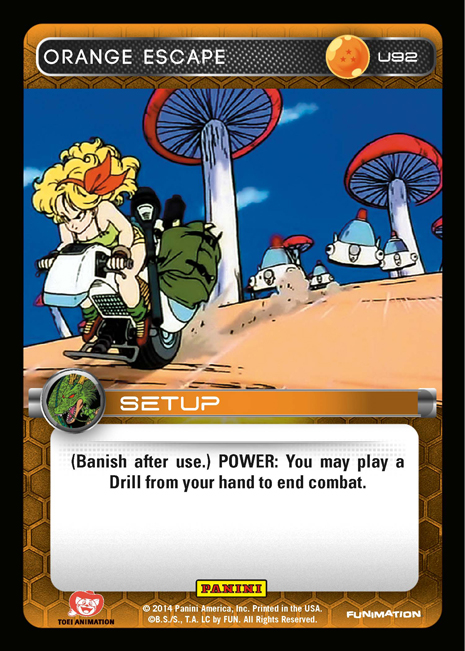 ORANGE ESCAPE
U92
SETUP
(Banish after use.) POWER: You may play a
Drill from your hand to end combat.
PANINI
© 2014 Panini America, Inc. Printed in the USA.
©B.S./S., T.A. LC by FUN. All Rights Reserved.
TOEI ANIMATION
FUNIMATION